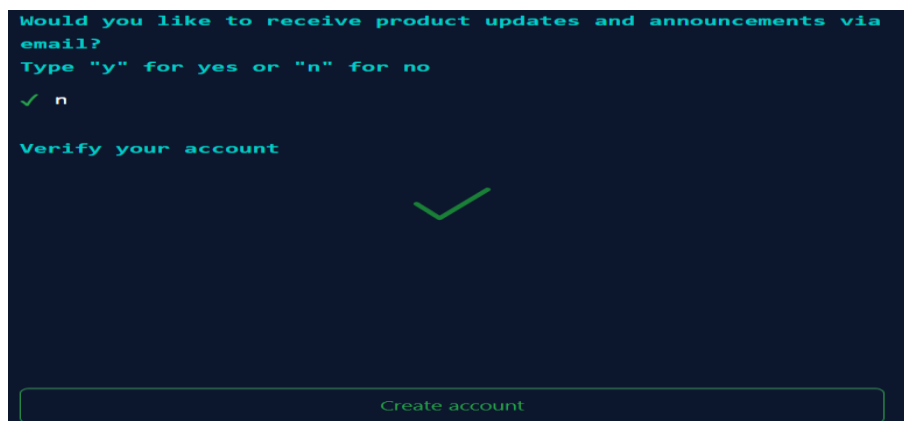 Would you like to receive product updates and announcements via
email?
Type "y" for yes or "n" for no
n
Verify your account
Create account